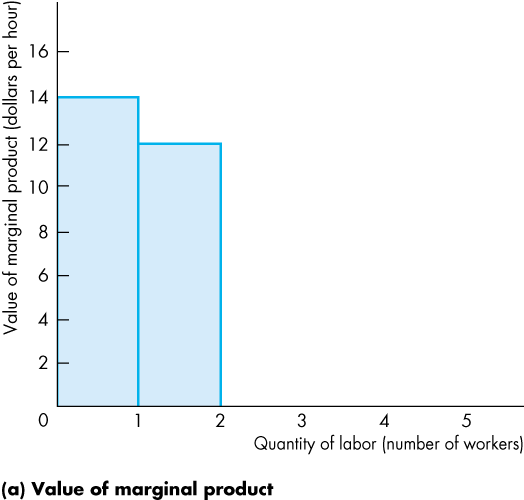 Value of marginal product (dollars per hour)
16
14
12
10
8
6
4
2
0 1 2 3 4 5
Quantity of labor (number of workers)
(a) Value of marginal product